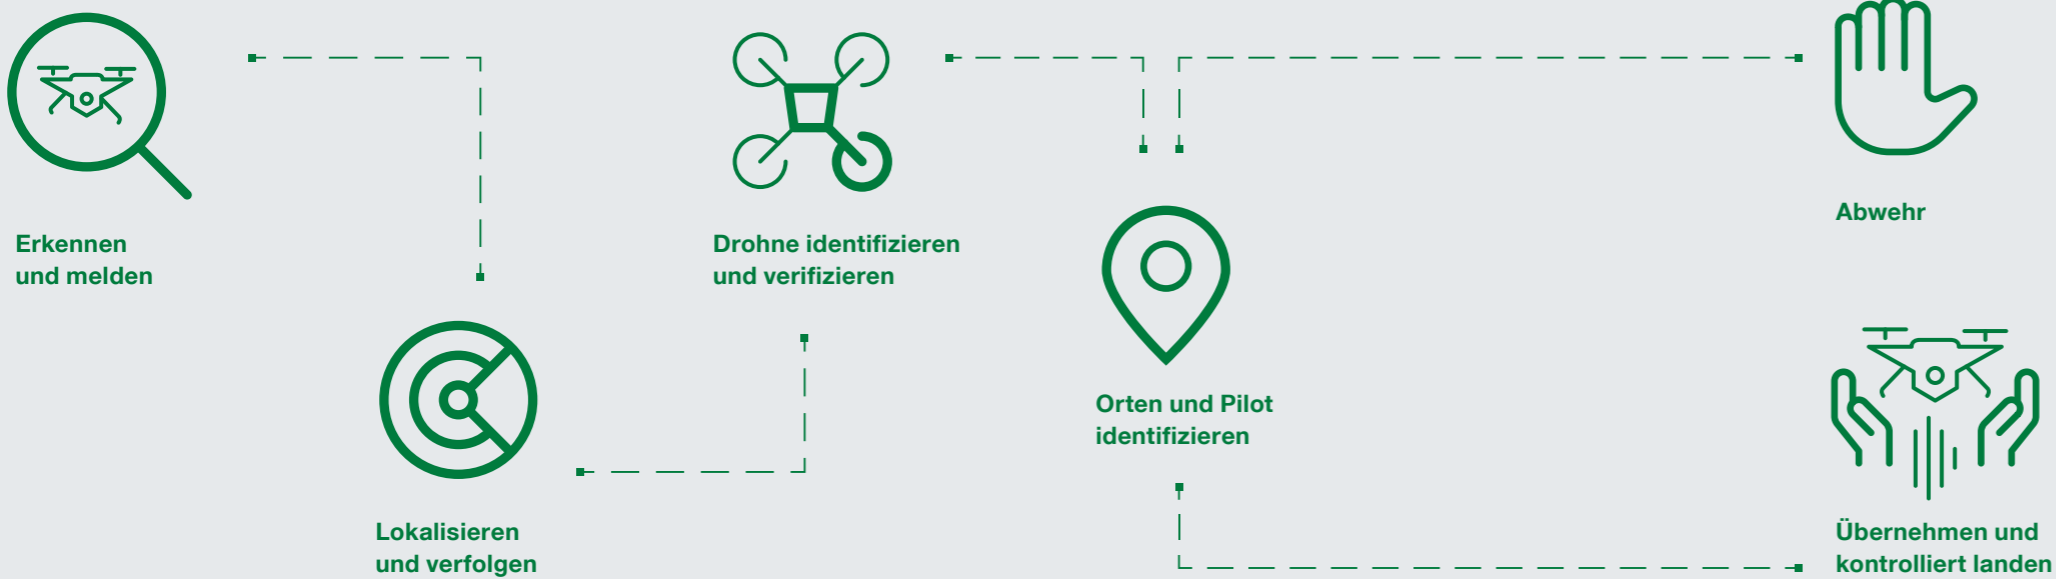 Erkennen
und melden
Lokalisieren
und verfolgen
Drohne identifizieren
und verifizieren
Orten und Pilot
identifizieren
Abwehr
Übernehmen und
kontrolliert landen